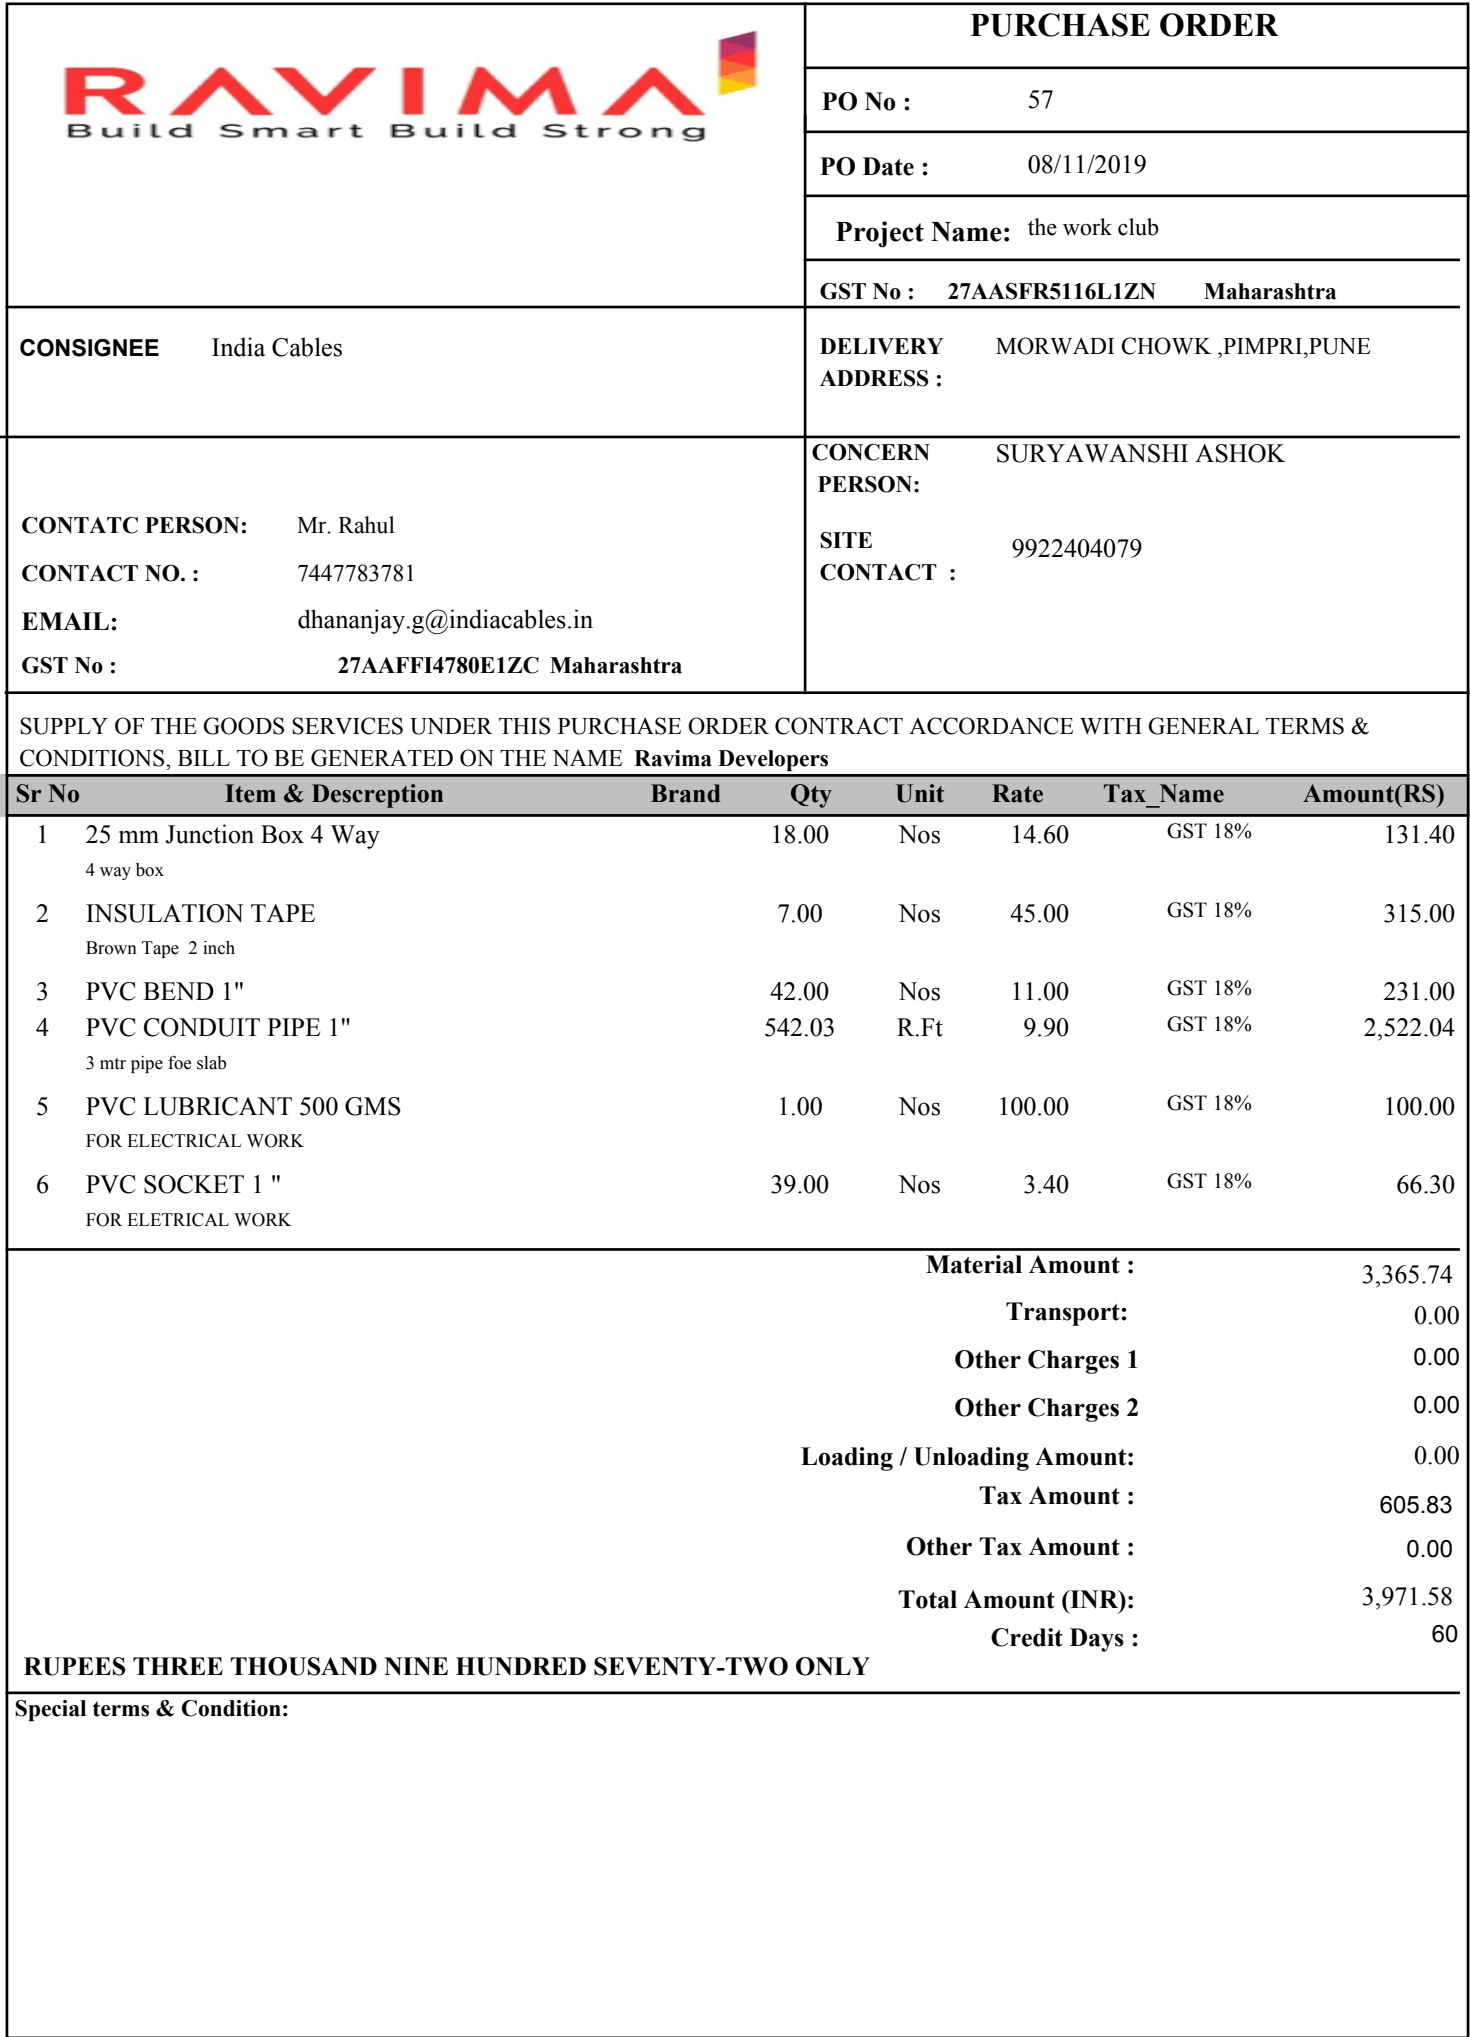 RAVIMA
Build Smart Build Strong
PURCHASE ORDER
PO No : 57
PO Date : 08/11/2019
Project Name: the work club
GST No : 27AASFR5116L1ZN Maharashtra
CONSIGNEE India Cables
DELIVERY MORWADI CHOWK ,PIMPRI,PUNE
ADDRESS :
CONTATC PERSON: Mr. Rahul
CONTACT NO. : 7447783781
EMAIL: dhananjay.g@indiacables.in
GST No : 27AAFFI4780E1ZC Maharashtra
CONCERN SURYAWANSHI ASHOK
PERSON:
SITE
CONTACT : 9922404079
SUPPLY OF THE GOODS SERVICES UNDER THIS PURCHASE ORDER CONTRACT ACCORDANCE WITH GENERAL TERMS &
CONDITIONS, BILL TO BE GENERATED ON THE NAME Ravima Developers
Sr No Item & Descreption Brand Qty Unit Rate Tax_Name Amount(RS)
1 25 mm Junction Box 4 Way 18.00 Nos 14.60 GST 18% 131.40
4 way box
2 INSULATION TAPE 7.00 Nos 45.00 GST 18% 315.00
Brown Tape 2 inch
3 PVC BEND 1" 42.00 Nos 11.00 GST 18% 231.00
4 PVC CONDUIT PIPE 1" 542.03 R.Ft 9.90 GST 18% 2,522.04
3 mtr pipe foe slab
5 PVC LUBRICANT 500 GMS 1.00 Nos 100.00 GST 18% 100.00
FOR ELECTRICAL WORK
6 PVC SOCKET 1 " 39.00 Nos 3.40 GST 18% 66.30
FOR ELETRICAL WORK
Material Amount : 3,365.74
Transport: 0.00
Other Charges 1 0.00
Other Charges 2 0.00
Loading / Unloading Amount: 0.00
Tax Amount : 605.83
Other Tax Amount : 0.00
Total Amount (INR): 3,971.58
Credit Days : 60
RUPEES THREE THOUSAND NINE HUNDRED SEVENTY-TWO ONLY
Special terms & Condition: